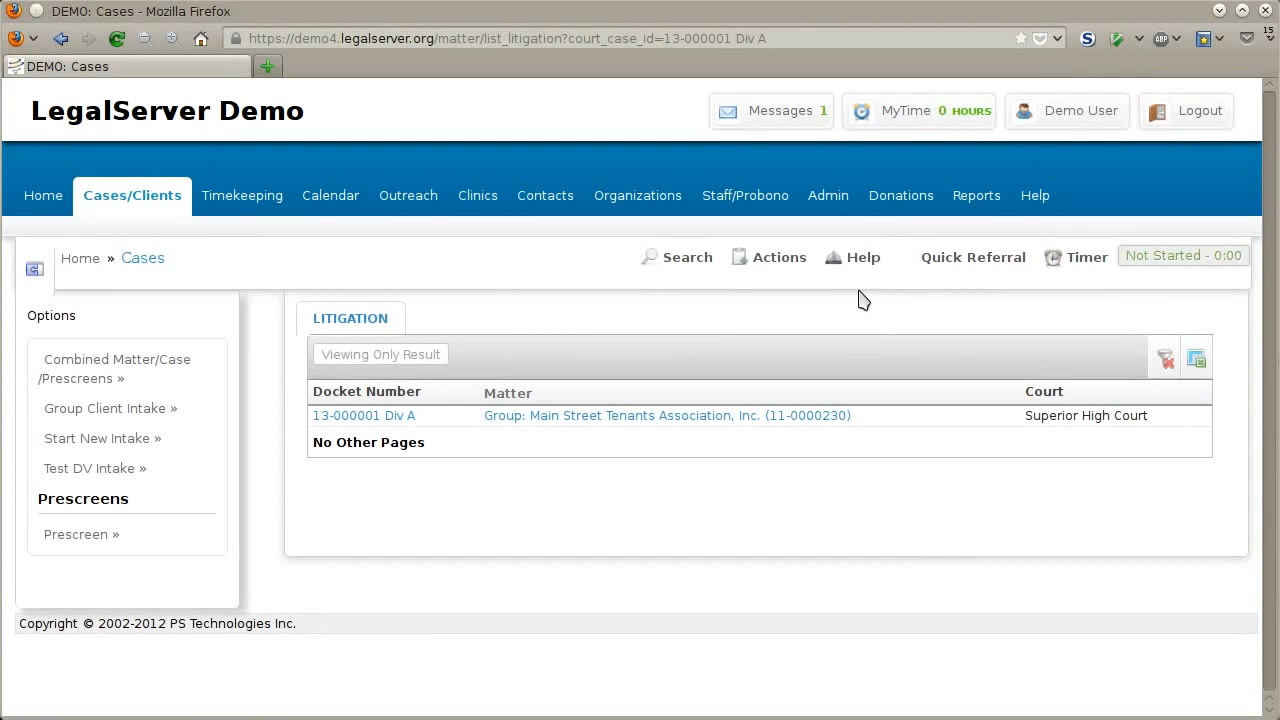 DEMO: Cases - Mozilla Firefox
https://demo4.legalserver.org/matter/list_litigation?court_case_id=13-000001 Div A
S
ABP
15
DEMO: Cases
LegalServer Demo
Messages 1
MyTime 0 HOURS
Demo User
Logout
Home Cases/Clients Timekeeping Calendar Outreach Clinics Contacts Organizations Staff/Probono Admin Donations Reports Help
Home » Cases
Search Actions Help Quick Referral Timer Not Started - 0:00
Options
Combined Matter/Case
/Prescreens »
Group Client Intake »
Start New Intake »
Test DV Intake »
Prescreens
Prescreen »
LITIGATION
Viewing Only Result
Docket Number Matter Court
13-000001 Div A Group: Main Street Tenants Association, Inc. (11-0000230) Superior High Court
No Other Pages
Copyright © 2002-2012 PS Technologies Inc.